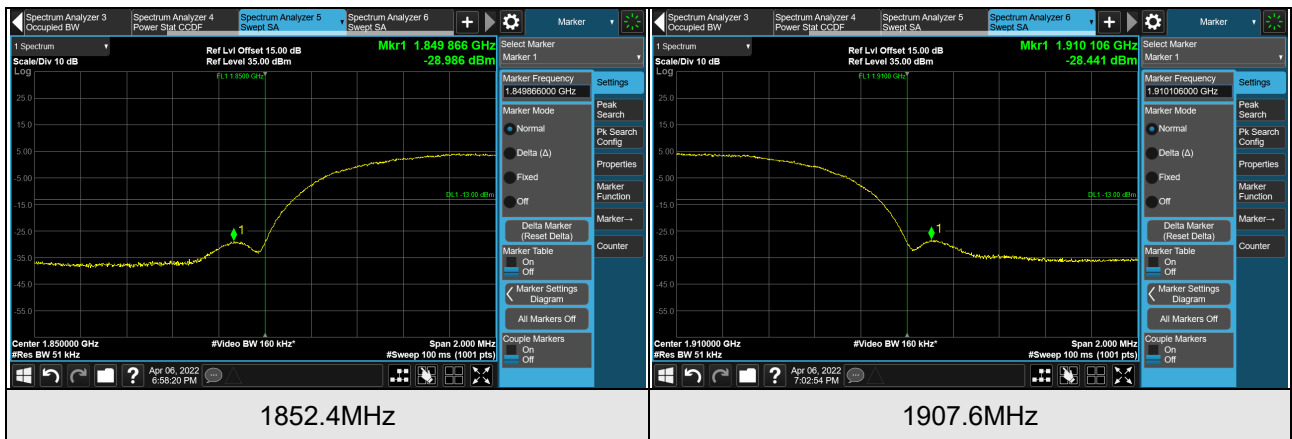 Spectrum Analyzer 3
Occupied BW
Spectrum Analyzer 4
Power Stat CCDF
Spectrum Analyzer 5
Swept SA
Spectrum Analyzer 6
Swept SA
+
Marker
1 Spectrum
Scale/Div 10 dB
Log
Ref Lvl Offset 15.00 dB
Ref Level 35.00 dBm
Mkr1 1.849 866 GHz
-28.986 dBm
FL1 1.8500 GHz
25.0
15.0
5.00
-5.00
-15.0
-25.0
-35.0
-45.0
-55.0
DL1 -13.00 dBm
1
Center 1.850000 GHz
#Res BW 51 kHz
#Video BW 160 kHz*
Span 2.000 MHz
#Sweep 100 ms (1001 pts)
Select Marker
Marker 1
Marker Frequency
1.849866000 GHz
Marker Mode
Normal
Delta (Δ)
Fixed
Off
Delta Marker
(Reset Delta)
Marker Table
On
Off
Marker Settings
Diagram
All Markers Off
Couple Markers
On
Off
Settings
Peak
Search
Pk Search
Config
Properties
Marker
Function
Marker→
Counter
?
Apr 06, 2022
6:58:20 PM
Spectrum Analyzer 3
Occupied BW
Spectrum Analyzer 4
Power Stat CCDF
Spectrum Analyzer 5
Swept SA
Spectrum Analyzer 6
Swept SA
+
Marker
1 Spectrum
Scale/Div 10 dB
Log
Ref Lvl Offset 15.00 dB
Ref Level 35.00 dBm
Mkr1 1.910 106 GHz
-28.441 dBm
FL1 1.9100 GHz
25.0
15.0
5.00
-5.00
-15.0
-25.0
-35.0
-45.0
-55.0
DL1 -13.00 dBm
1
Center 1.910000 GHz
#Res BW 51 kHz
#Video BW 160 kHz*
Span 2.000 MHz
#Sweep 100 ms (1001 pts)
Select Marker
Marker 1
Marker Frequency
1.910106000 GHz
Marker Mode
Normal
Delta (Δ)
Fixed
Off
Delta Marker
(Reset Delta)
Marker Table
On
Off
Marker Settings
Diagram
All Markers Off
Couple Markers
On
Off
Settings
Peak
Search
Pk Search
Config
Properties
Marker
Function
Marker→
Counter
?
Apr 06, 2022
7:02:54 PM
1852.4MHz
1907.6MHz